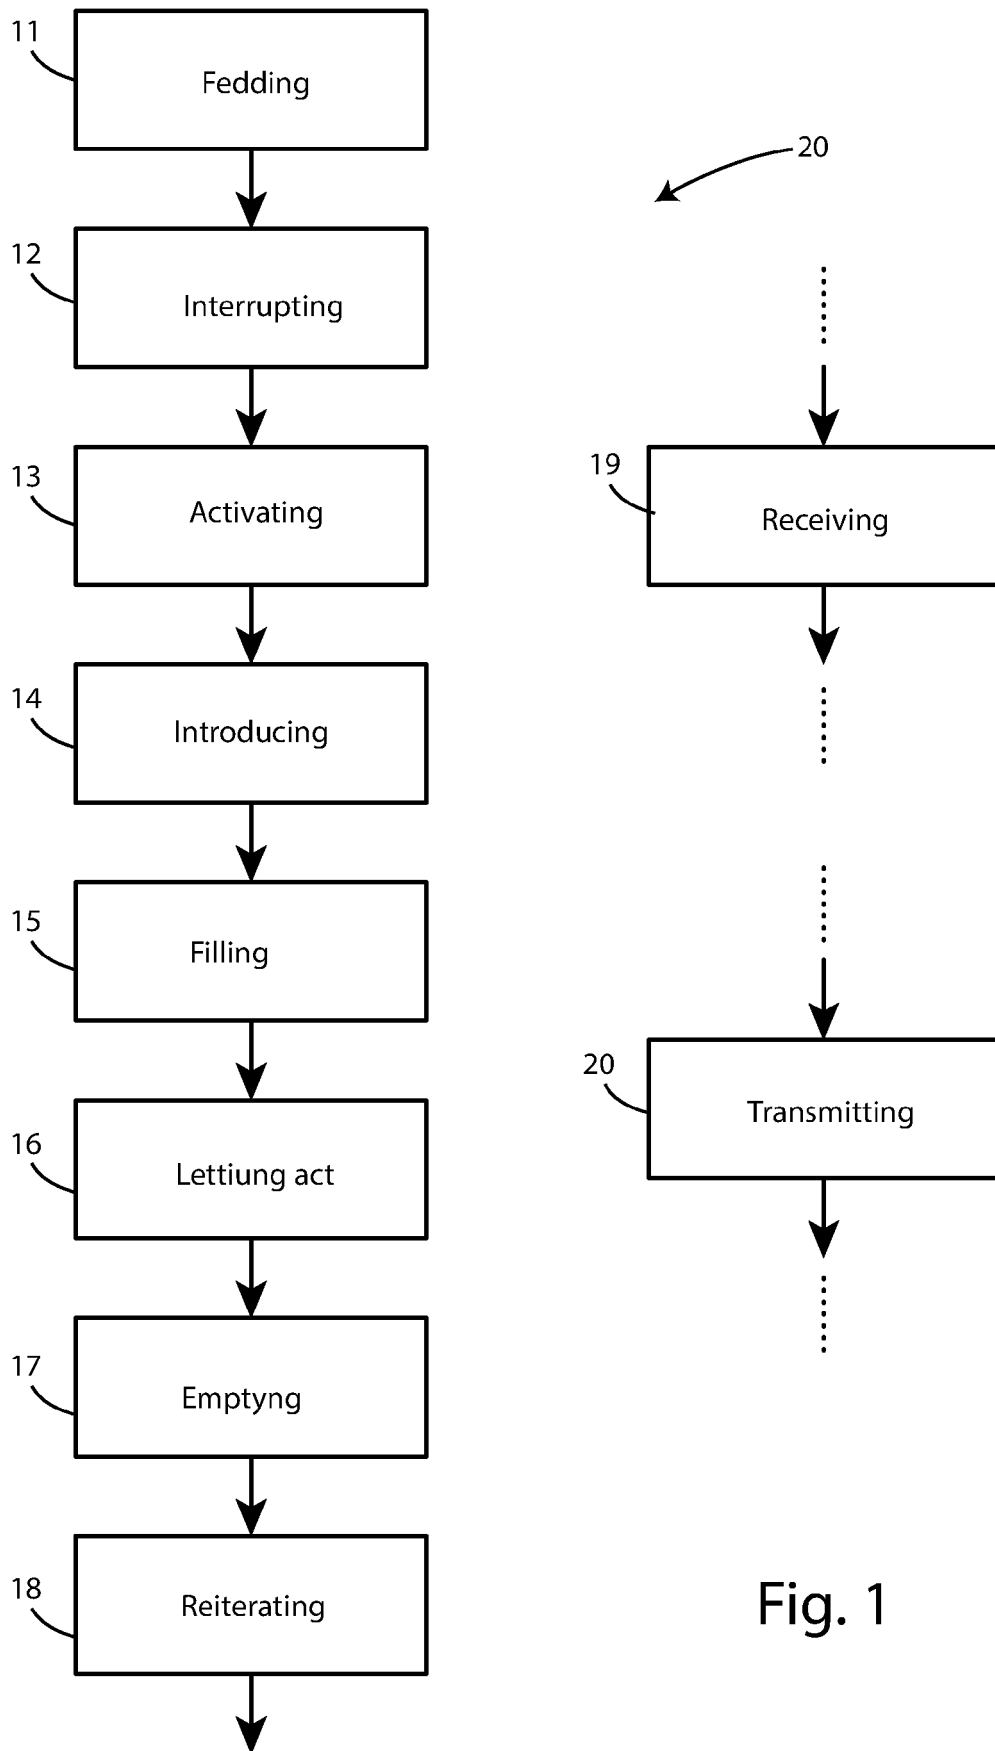 11
Fedding
20
12
Interrupting
13
Activating
19
Receiving
14
Introducing
15
Filling
20
Transmitting
16
Lettiung act
17
Emptyng
18
Reiterating
Fig. 1